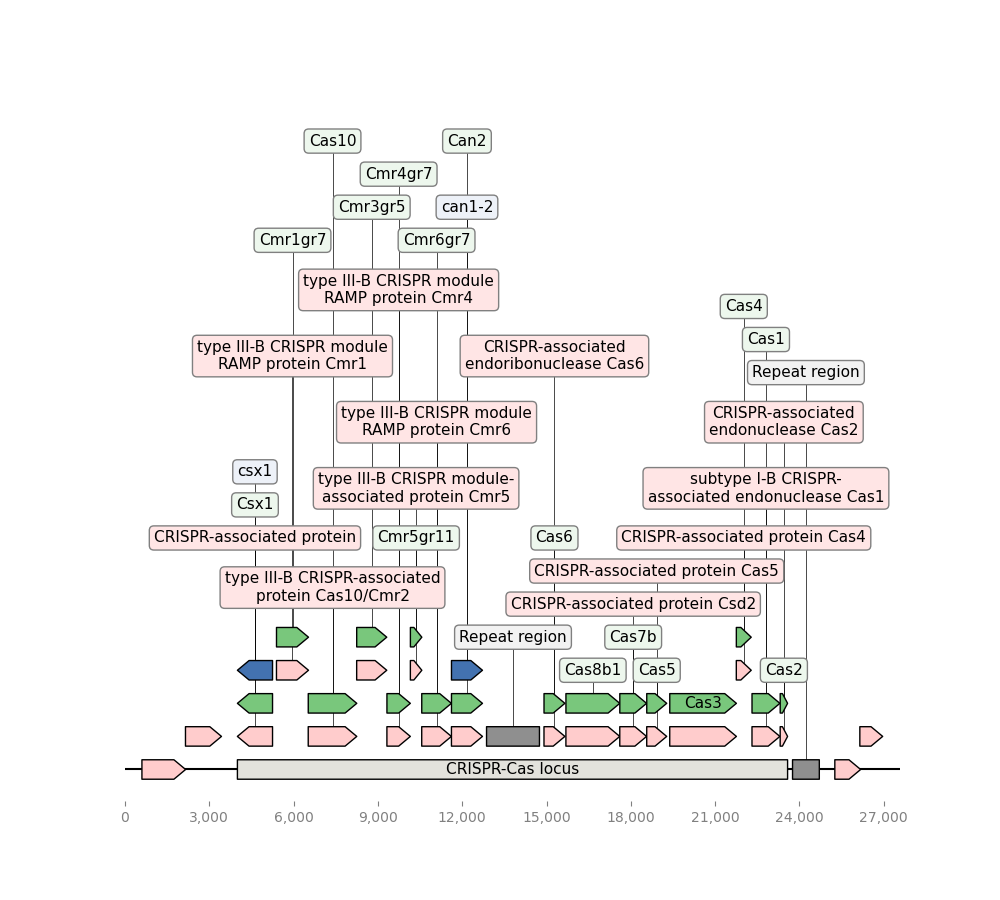 Cas10
Can2
Cmr4gr7
Cmr3gr5
can1-2
Cmr1gr7
Cmr6gr7
type III-B CRISPR module
RAMP protein Cmr4
Cas4
Cas1
type III-B CRISPR module
RAMP protein Cmr1
CRISPR-associated
endoribonuclease Cas6
Repeat region
type III-B CRISPR module
RAMP protein Cmr6
CRISPR-associated
endonuclease Cas2
csx1
type III-B CRISPR module-
associated protein Cmr5
subtype I-B CRISPR-
associated endonuclease Cas1
Csx1
CRISPR-associated protein
Cmr5gr11
Cas6
CRISPR-associated protein Cas4
type III-B CRISPR-associated
protein Cas10/Cmr2
CRISPR-associated protein Cas5
CRISPR-associated protein Csd2
Repeat region
Cas7b
Cas8b1
Cas5
Cas2
Cas3
CRISPR-Cas locus
0
3,000
6,000
9,000
12,000
15,000
18,000
21,000
24,000
27,000